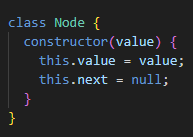 class Node {
  constructor(value) {
    this.value = value;
    this.next = null;
  }
}